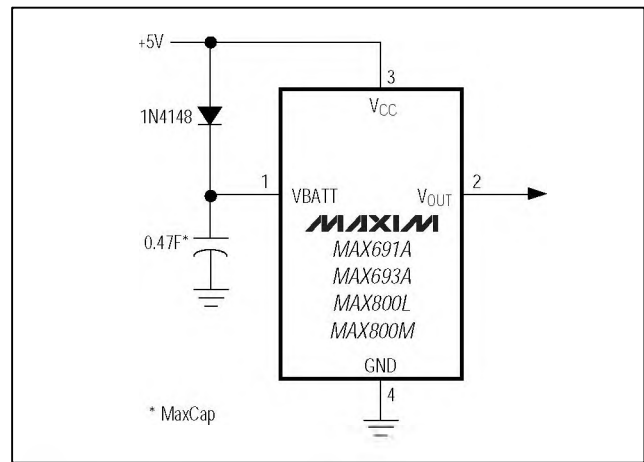 +5V
3
VCC
1N4148
1
VBATT
VOUT
2
MAXIM
0.47F*
MAX691A
MAX693A
MAX800L
MAX800M
GND
4
* MaxCap